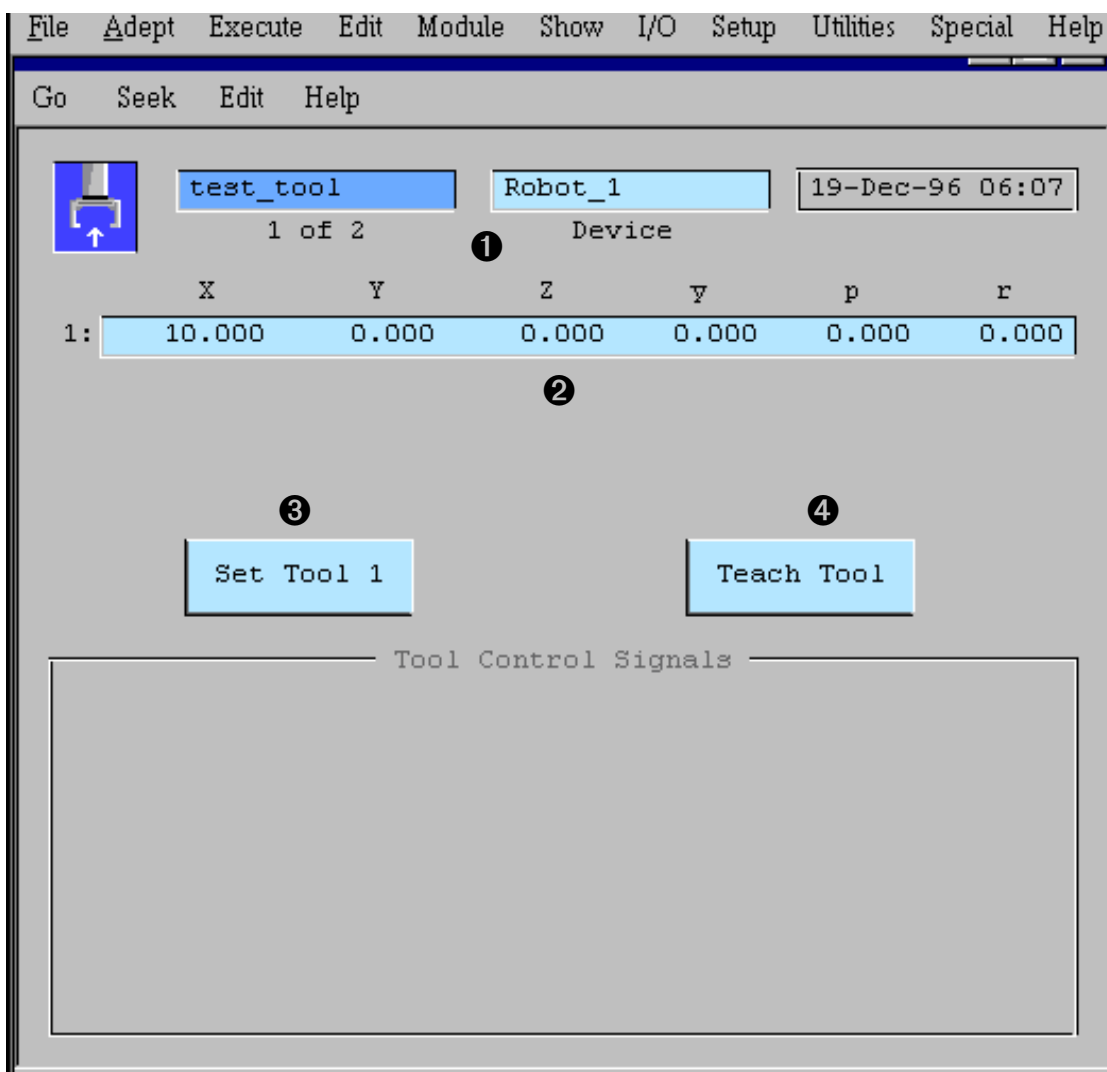 File Adept Execute Edit Module Show I/O Setup Utilities Special Help
Go Seek Edit Help
test_tool Robot_1 19-Dec-96 06:07
1 of 2 Device
❶
X Y Z y p r
1: 10.000 0.000 0.000 0.000 0.000 0.000
❷
❸ ❹
Set Tool 1 Teach Tool
Tool Control Signals